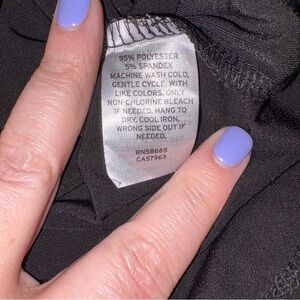 95% POLYESTER
5% SPANDEX
MACHINE WASH COLD,
GENTLE CYCLE, WITH
LIKE COLORS, ONLY
NON-CHLORINE BLEACH
IF NEEDED. HANG TO
DRY. COOL IRON,
WRONG SIDE OUT IF
NEEDED.
RN58665
CA57963